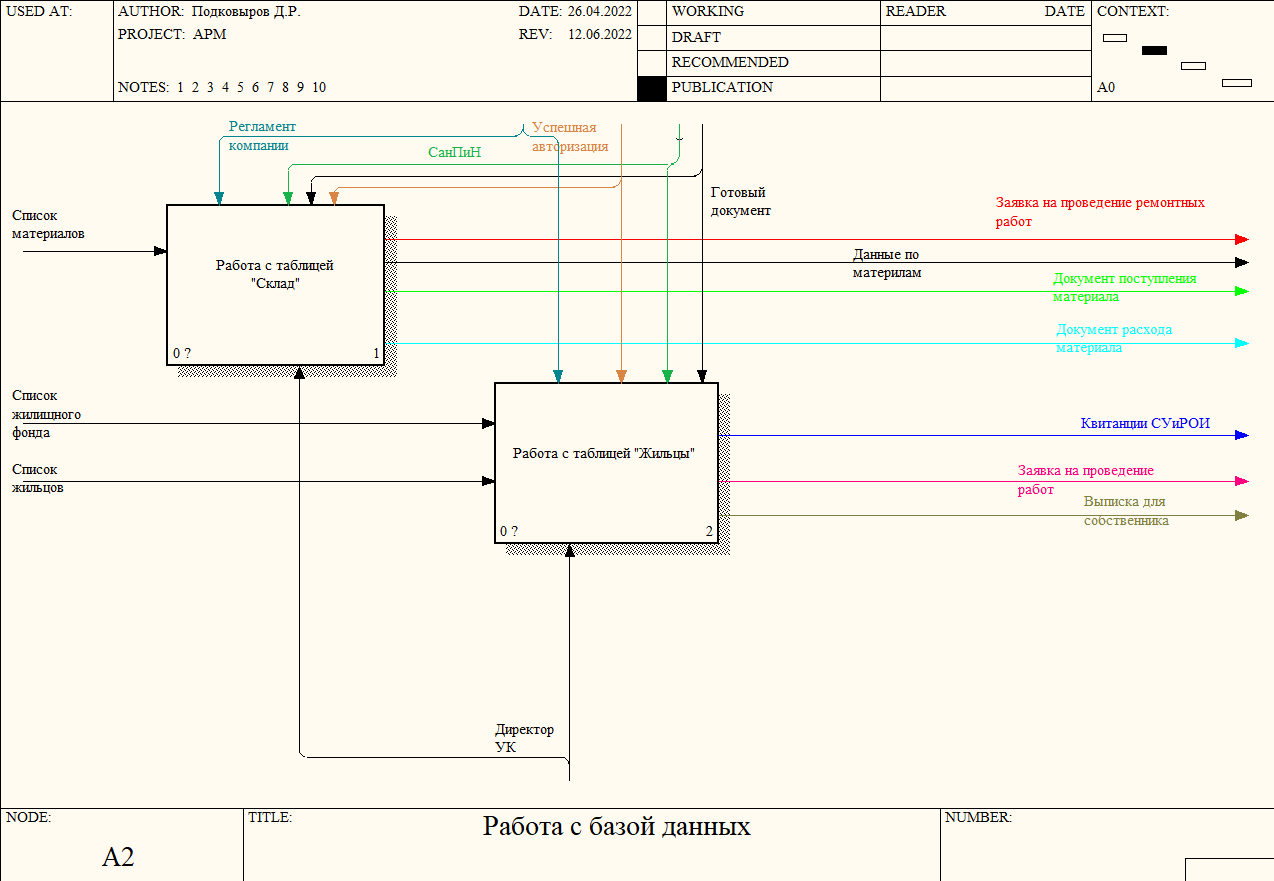 USED AT:
AUTHOR: Подковыров Д.Р.
DATE: 26.04.2022
PROJECT: АРМ
REV: 12.06.2022
NOTES: 1 2 3 4 5 6 7 8 9 10
WORKING
DRAFT
RECOMMENDED
PUBLICATION
READER
DATE
CONTEXT:
A0
Регламент
компании
Успешная
авторизация
СанПиН
Готовый
документ
Список
материалов
Работа с таблицей
"Склад"
0 ?
1
Заявка на проведение ремонтных
работ
Данные по
материлам
Документ поступления
материала
Документ расхода
материала
Список
жилищного
фонда
Список
жильцов
Работа с таблицей "Жильцы"
0 ?
2
Квитанции СУиРОИ
Заявка на проведение
работ
Выписка для
собственника
Директор
УК
NODE:
A2
TITLE:
Работа с базой данных
NUMBER: